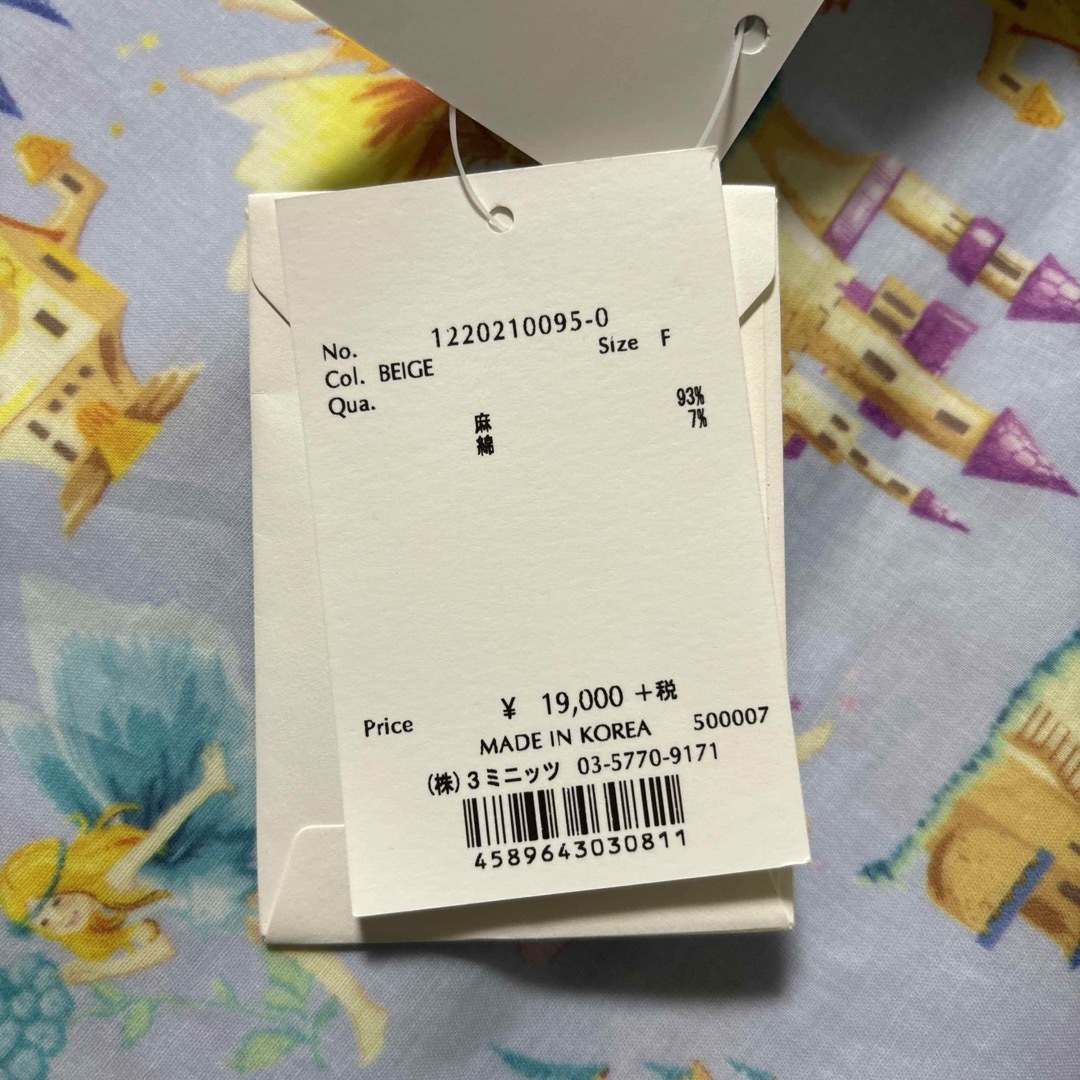 No. 1220210095-0
Col. BEIGE Size F
Qua.
麻 93%
綿 7%
Price ¥ 19,000 +税
MADE IN KOREA 500007
(株)3ミニッツ 03-5770-9171
4589643030811